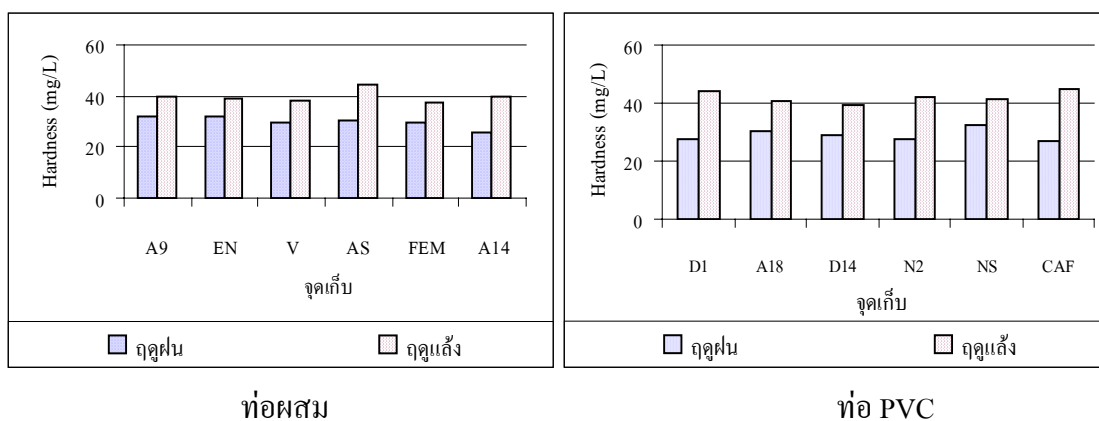 60
40
20
0
Hardness (mg/L)
A9 EN V AS FEM A14
จุดเก็บ
ฤดูฝน ฤดูแล้ง
ท่อผสม
60
40
20
0
Hardness (mg/L)
D1 A18 D14 N2 NS CAF
จุดเก็บ
ฤดูฝน ฤดูแล้ง
ท่อ PVC